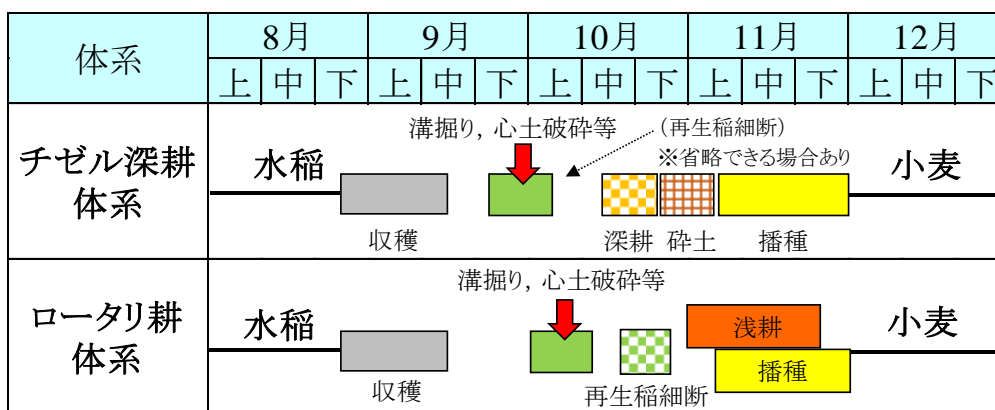 体系
8月 9月 10月 11月 12月
上 中 下 上 中 下 上 中 下 上 中 下 上 中 下
チゼル深耕
体系
溝掘り，心土破砕等
（再生稲細断）
※省略できる場合あり
水稲
小麦
収穫
深耕 砕土 播種
ロータリ耕
体系
溝掘り，心土破砕等
水稲
浅耕
小麦
播種
収穫
再生稲細断